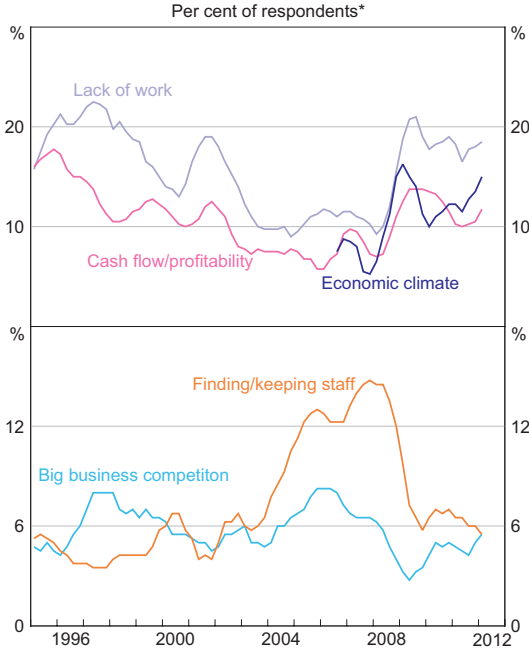 Per cent of respondents*
% %
Lack of work
20 20
10 10
Cash flow/profitability
Economic climate
% %
Finding/keeping staff
12 12
Big business competiton
6 6
0 0
1996 2000 2004 2008 2012